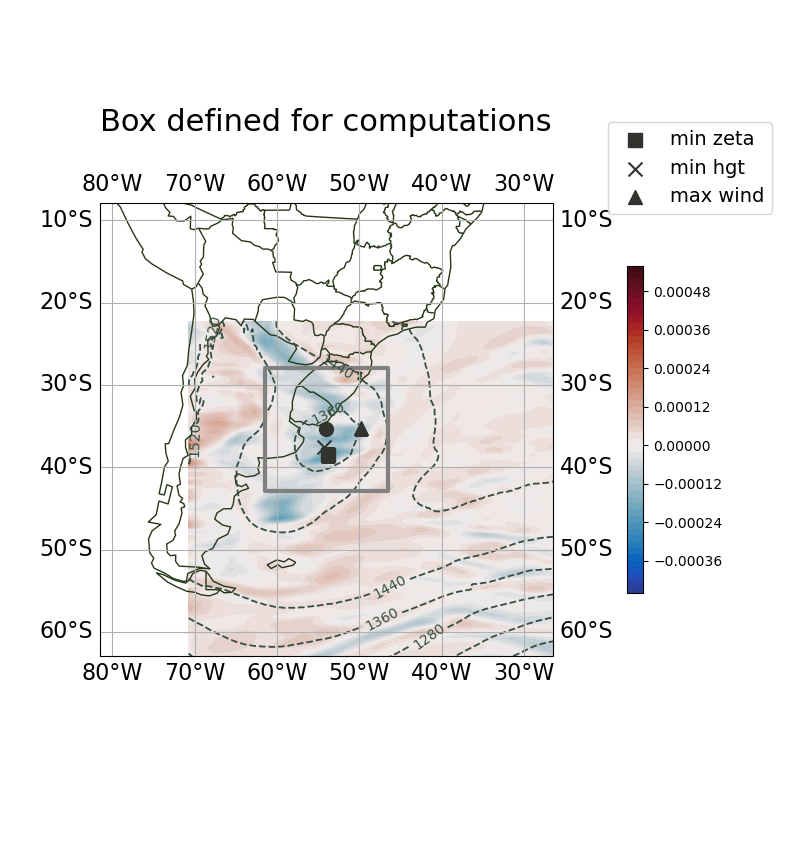 Box defined for computations
min zeta
min hgt
max wind
80°W 70°W 60°W 50°W 40°W 30°W
10°S 10°S
20°S 20°S
30°S 30°S
40°S 40°S
50°S 50°S
60°S 60°S
80°W 70°W 60°W 50°W 40°W 30°W
1520
1440
1360
1520
1440
1360
1280
0.00048
0.00036
0.00024
0.00012
0.00000
−0.00012
−0.00024
−0.00036